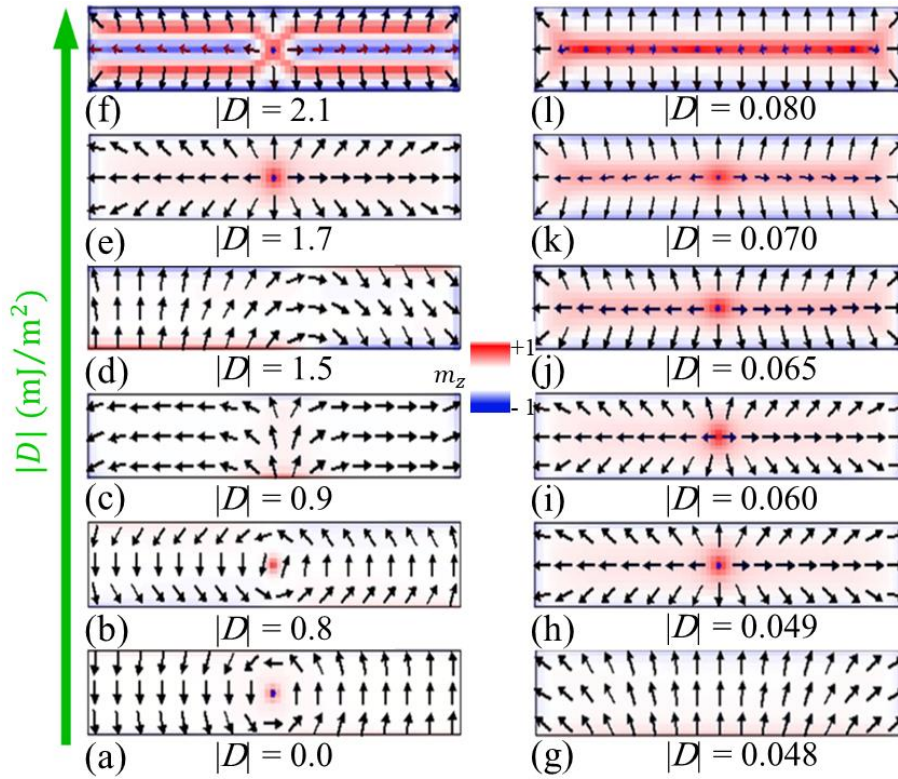 |D| (mJ/m²)
(f) |D| = 2.1
(e) |D| = 1.7
(d) |D| = 1.5
(c) |D| = 0.9
(b) |D| = 0.8
(a) |D| = 0.0
+1
m_z
-1
(l) |D| = 0.080
(k) |D| = 0.070
(j) |D| = 0.065
(i) |D| = 0.060
(h) |D| = 0.049
(g) |D| = 0.048